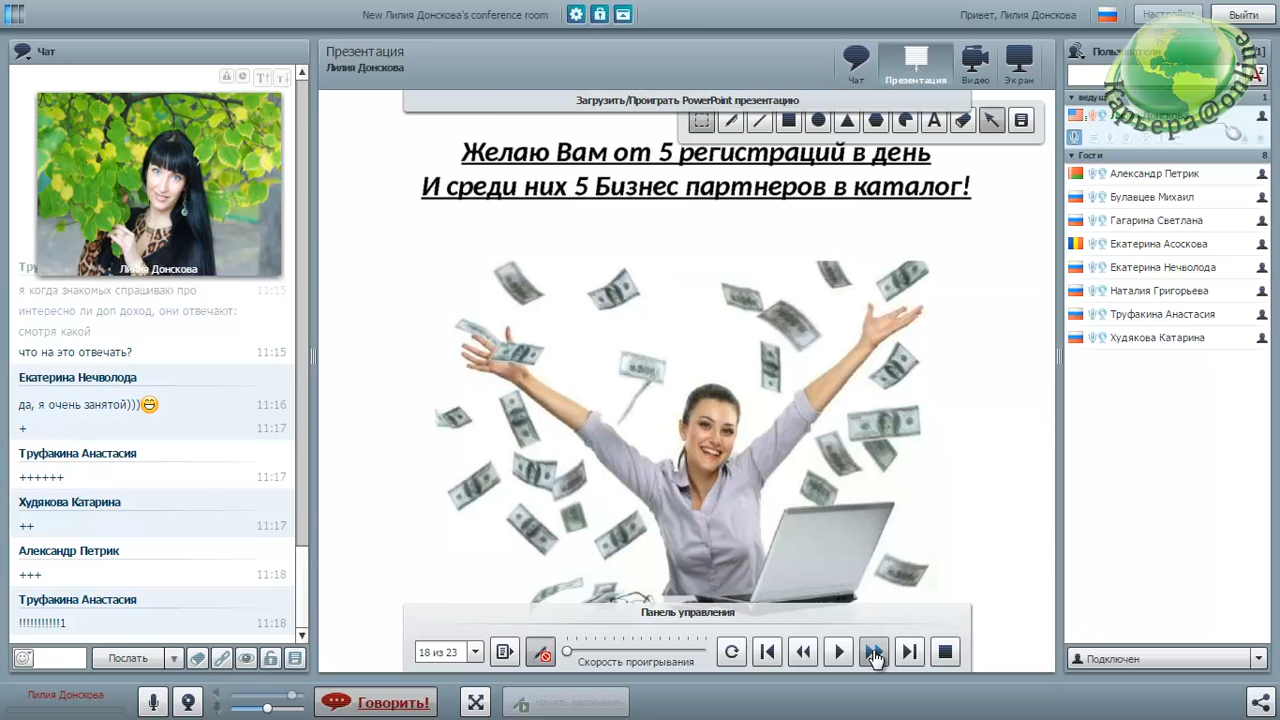 New Лилия Донскова's conference room
Привет, Лилия Донскова
Настройки
Выйти
Чат
Лилия Донскова
я когда знакомых спрашиваю про
11:15
интересно ли доп доход, они отвечают:
смотря какой
что на это отвечать?
11:15
Екатерина Нечволода
да, я очень занятой)))
11:16
+
11:17
Труфакина Анастасия
++++++
11:17
Худякова Катарина
++
11:17
Александр Петрик
+++
11:18
Труфакина Анастасия
!!!!!!!!!!!1
11:18
Послать
Презентация
Лилия Донскова
Чат
Презентация
Видео
Экран
Загрузить/Проиграть PowerPoint презентацию
Желаю Вам от 5 регистраций в день
И среди них 5 Бизнес партнеров в каталог!
Панель управления
18 из 23
Скорость проигрывания
Карьера@online
1
Гости
8
Александр Петрик
Булавцев Михаил
Гагарина Светлана
Екатерина Асоскова
Екатерина Нечволода
Наталия Григорьева
Труфакина Анастасия
Худякова Катарина
Подключен
Лилия Донскова
Говорить!